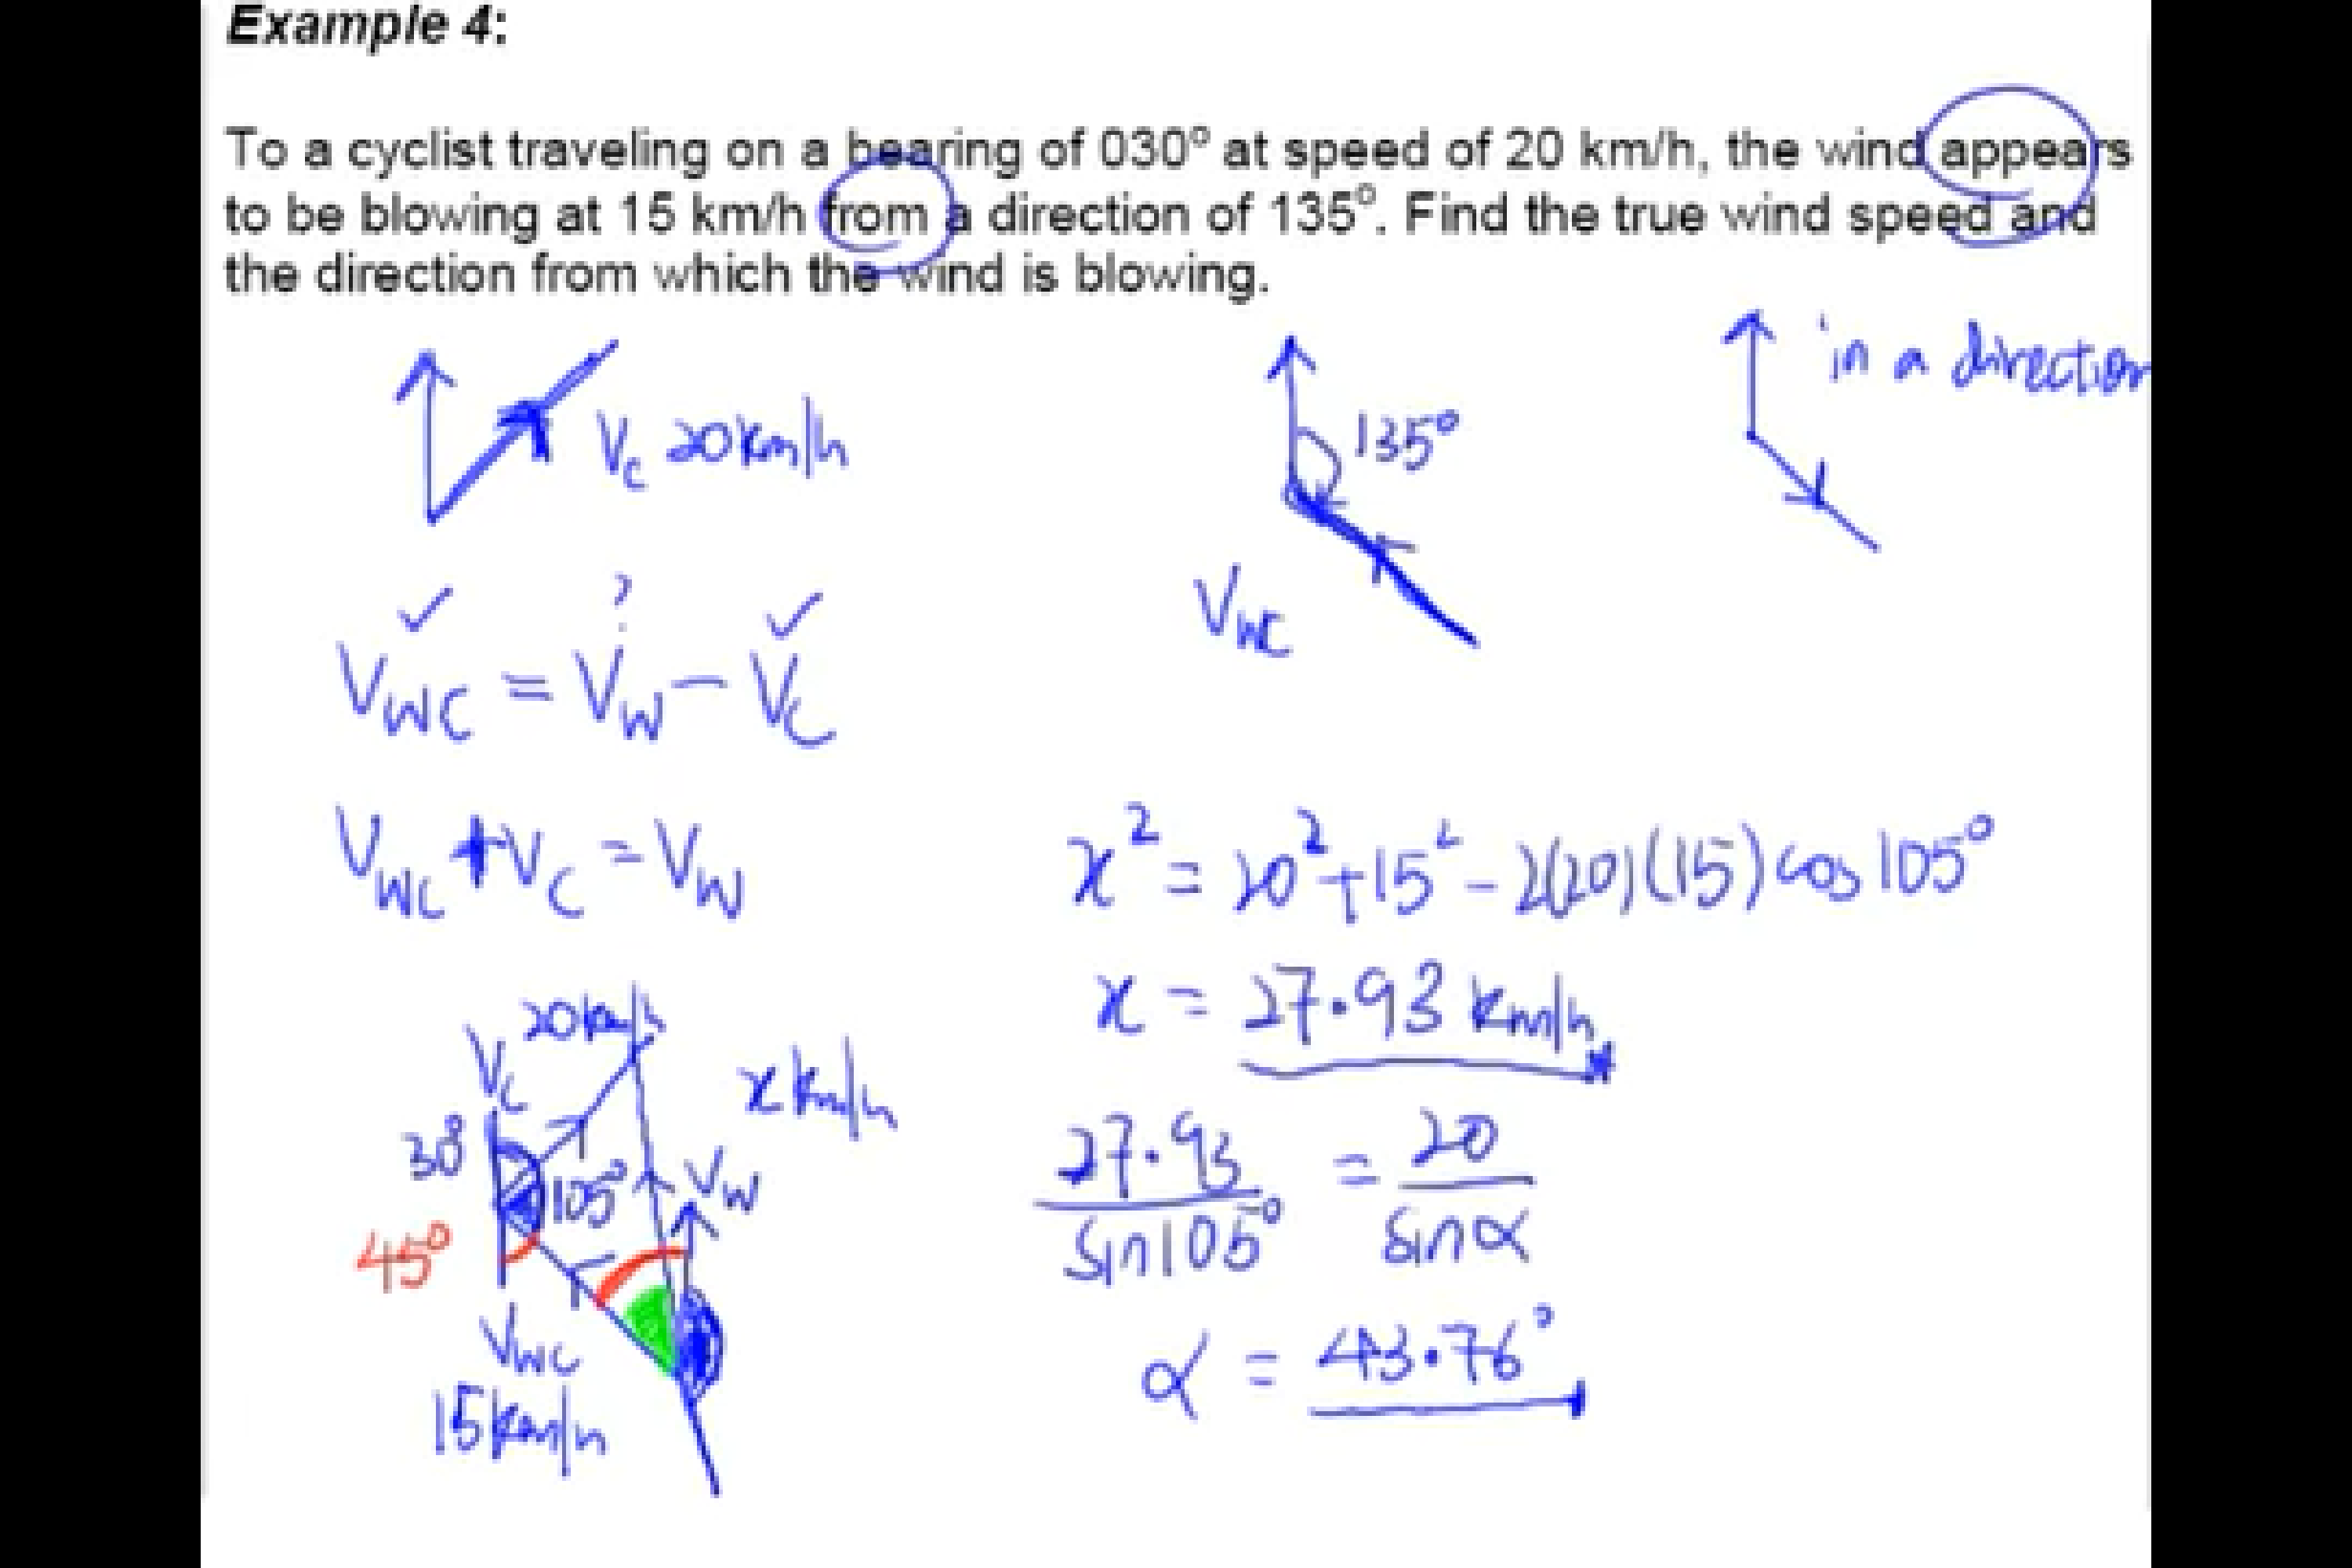 Example 4:
To a cyclist traveling on a bearing of 030° at speed of 20 km/h, the wind appears
to be blowing at 15 km/h from a direction of 135°. Find the true wind speed and
the direction from which the wind is blowing.
in a direction
Vc 20km/h
135°
VWC
✓ ? ✓
VWC = VW - VC
VWC + VC = VW
x² = 20² + 15² - 2(20)(15) cos 105°
x = 27.93 km/h
20km/h
VC
x km/h
30°
105°
VW
45°
VWC
15km/h
27.93/sin105° = 20/sinα
α = 43.76°